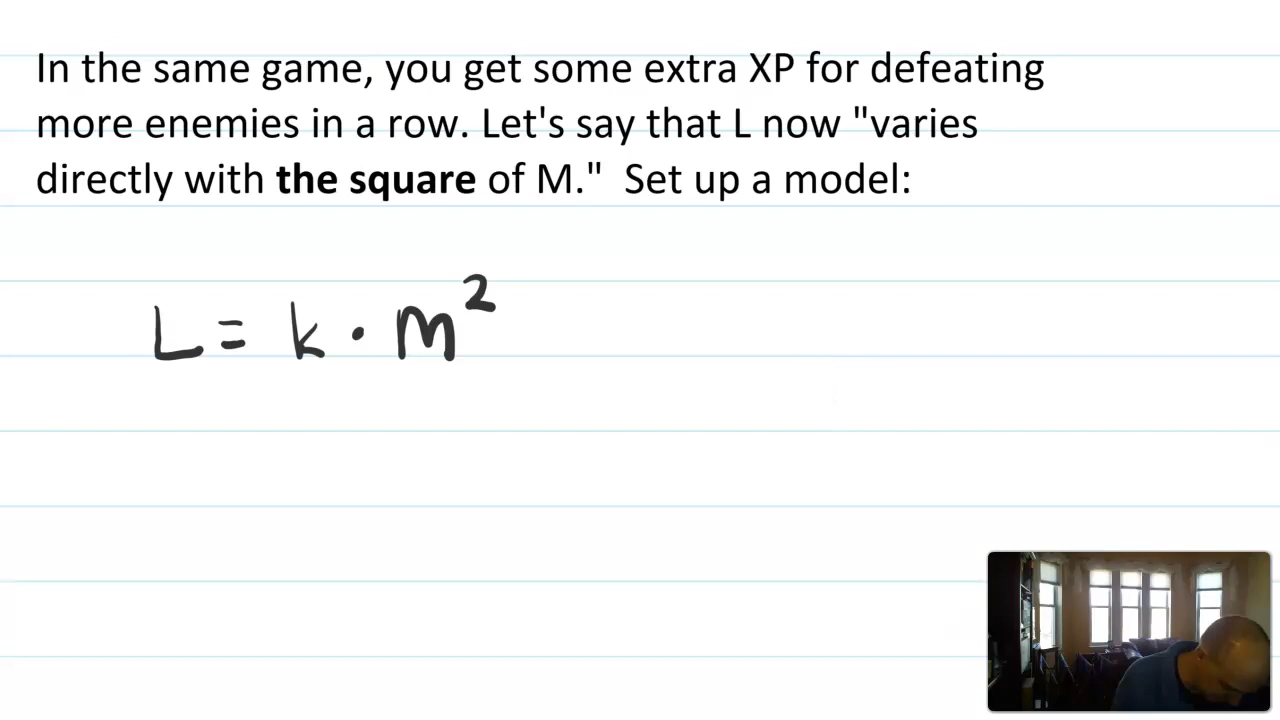 In the same game, you get some extra XP for defeating
more enemies in a row. Let's say that L now "varies
directly with the square of M."  Set up a model:
L = k · M²